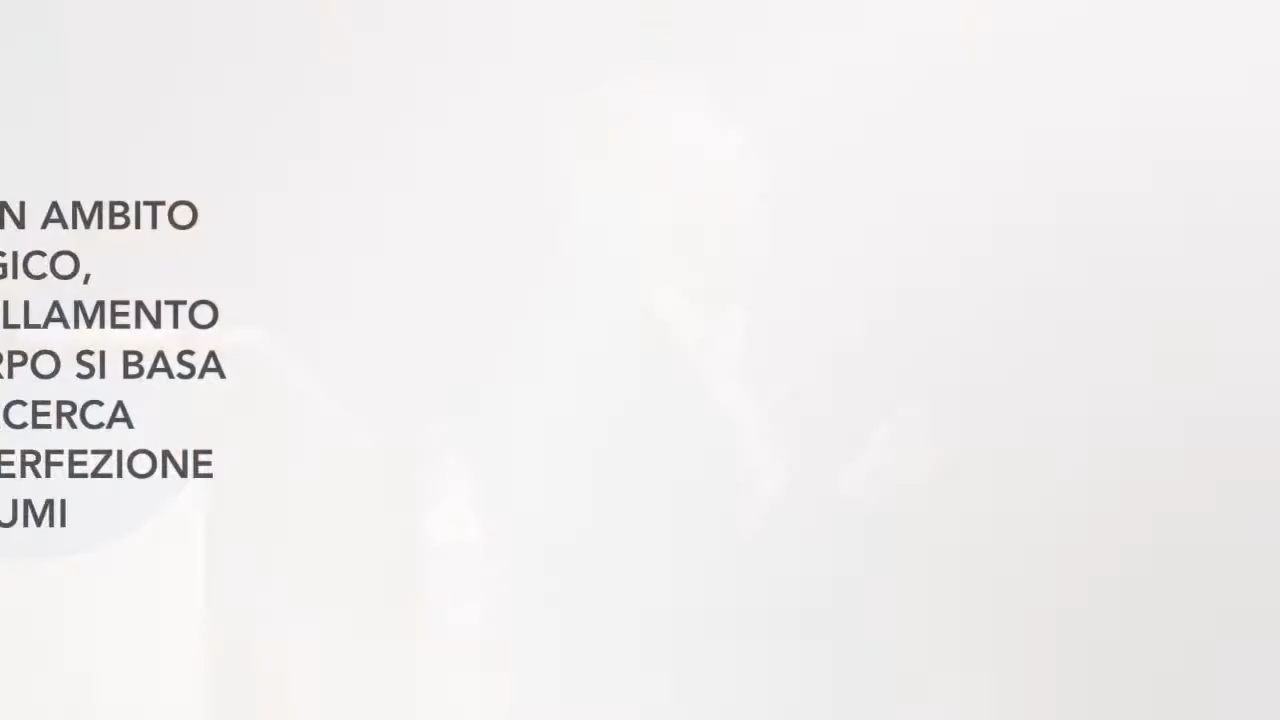 N AMBITO
GICO,
LLAMENTO
RPO SI BASA
CERCA
ERFEZIONE
UMI